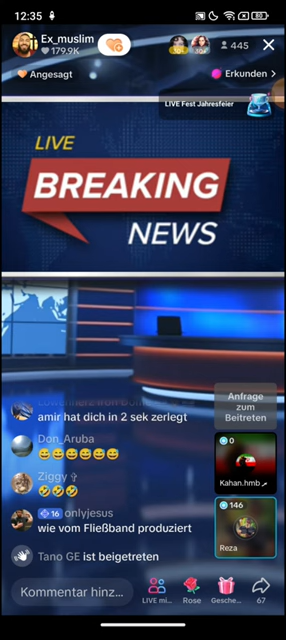 12:35
80
Ex_muslim
179.9K
445
Angesagt
Erkunden >
LIVE Fest Jahresfeier
LIVE
BREAKING
NEWS
amir hat dich in 2 sek zerlegt
Don_Aruba
😅😅😅😅😅😅
Ziggy ✞
🤣🤣🤣
16 onlyjesus
wie vom Fließband produziert
Tano GE ist beigetreten
Anfrage
zum
Beitreten
0
Kahan.hmb
146
Reza
Kommentar hinz...
LIVE mi...
Rose
Gesche...
67